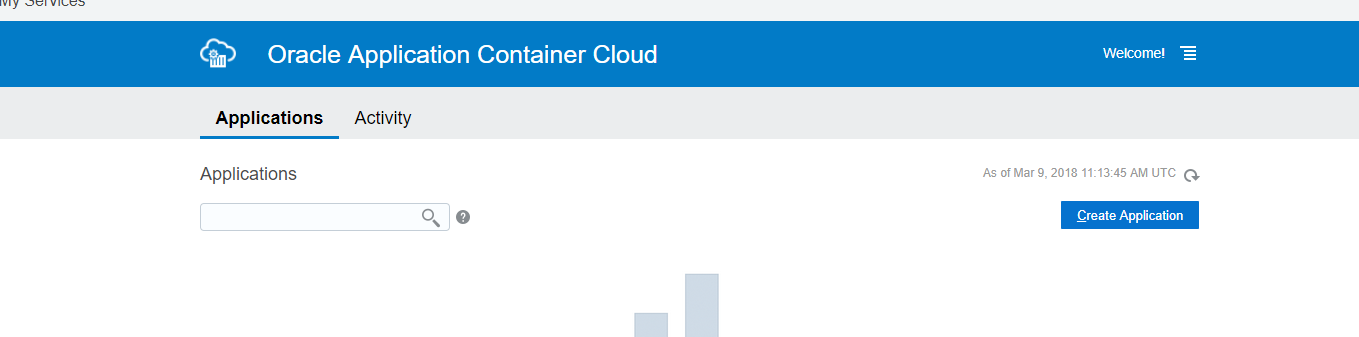 My Services
Oracle Application Container Cloud
Welcome!
Applications
Activity
Applications
As of Mar 9, 2018 11:13:45 AM UTC
?
Create Application